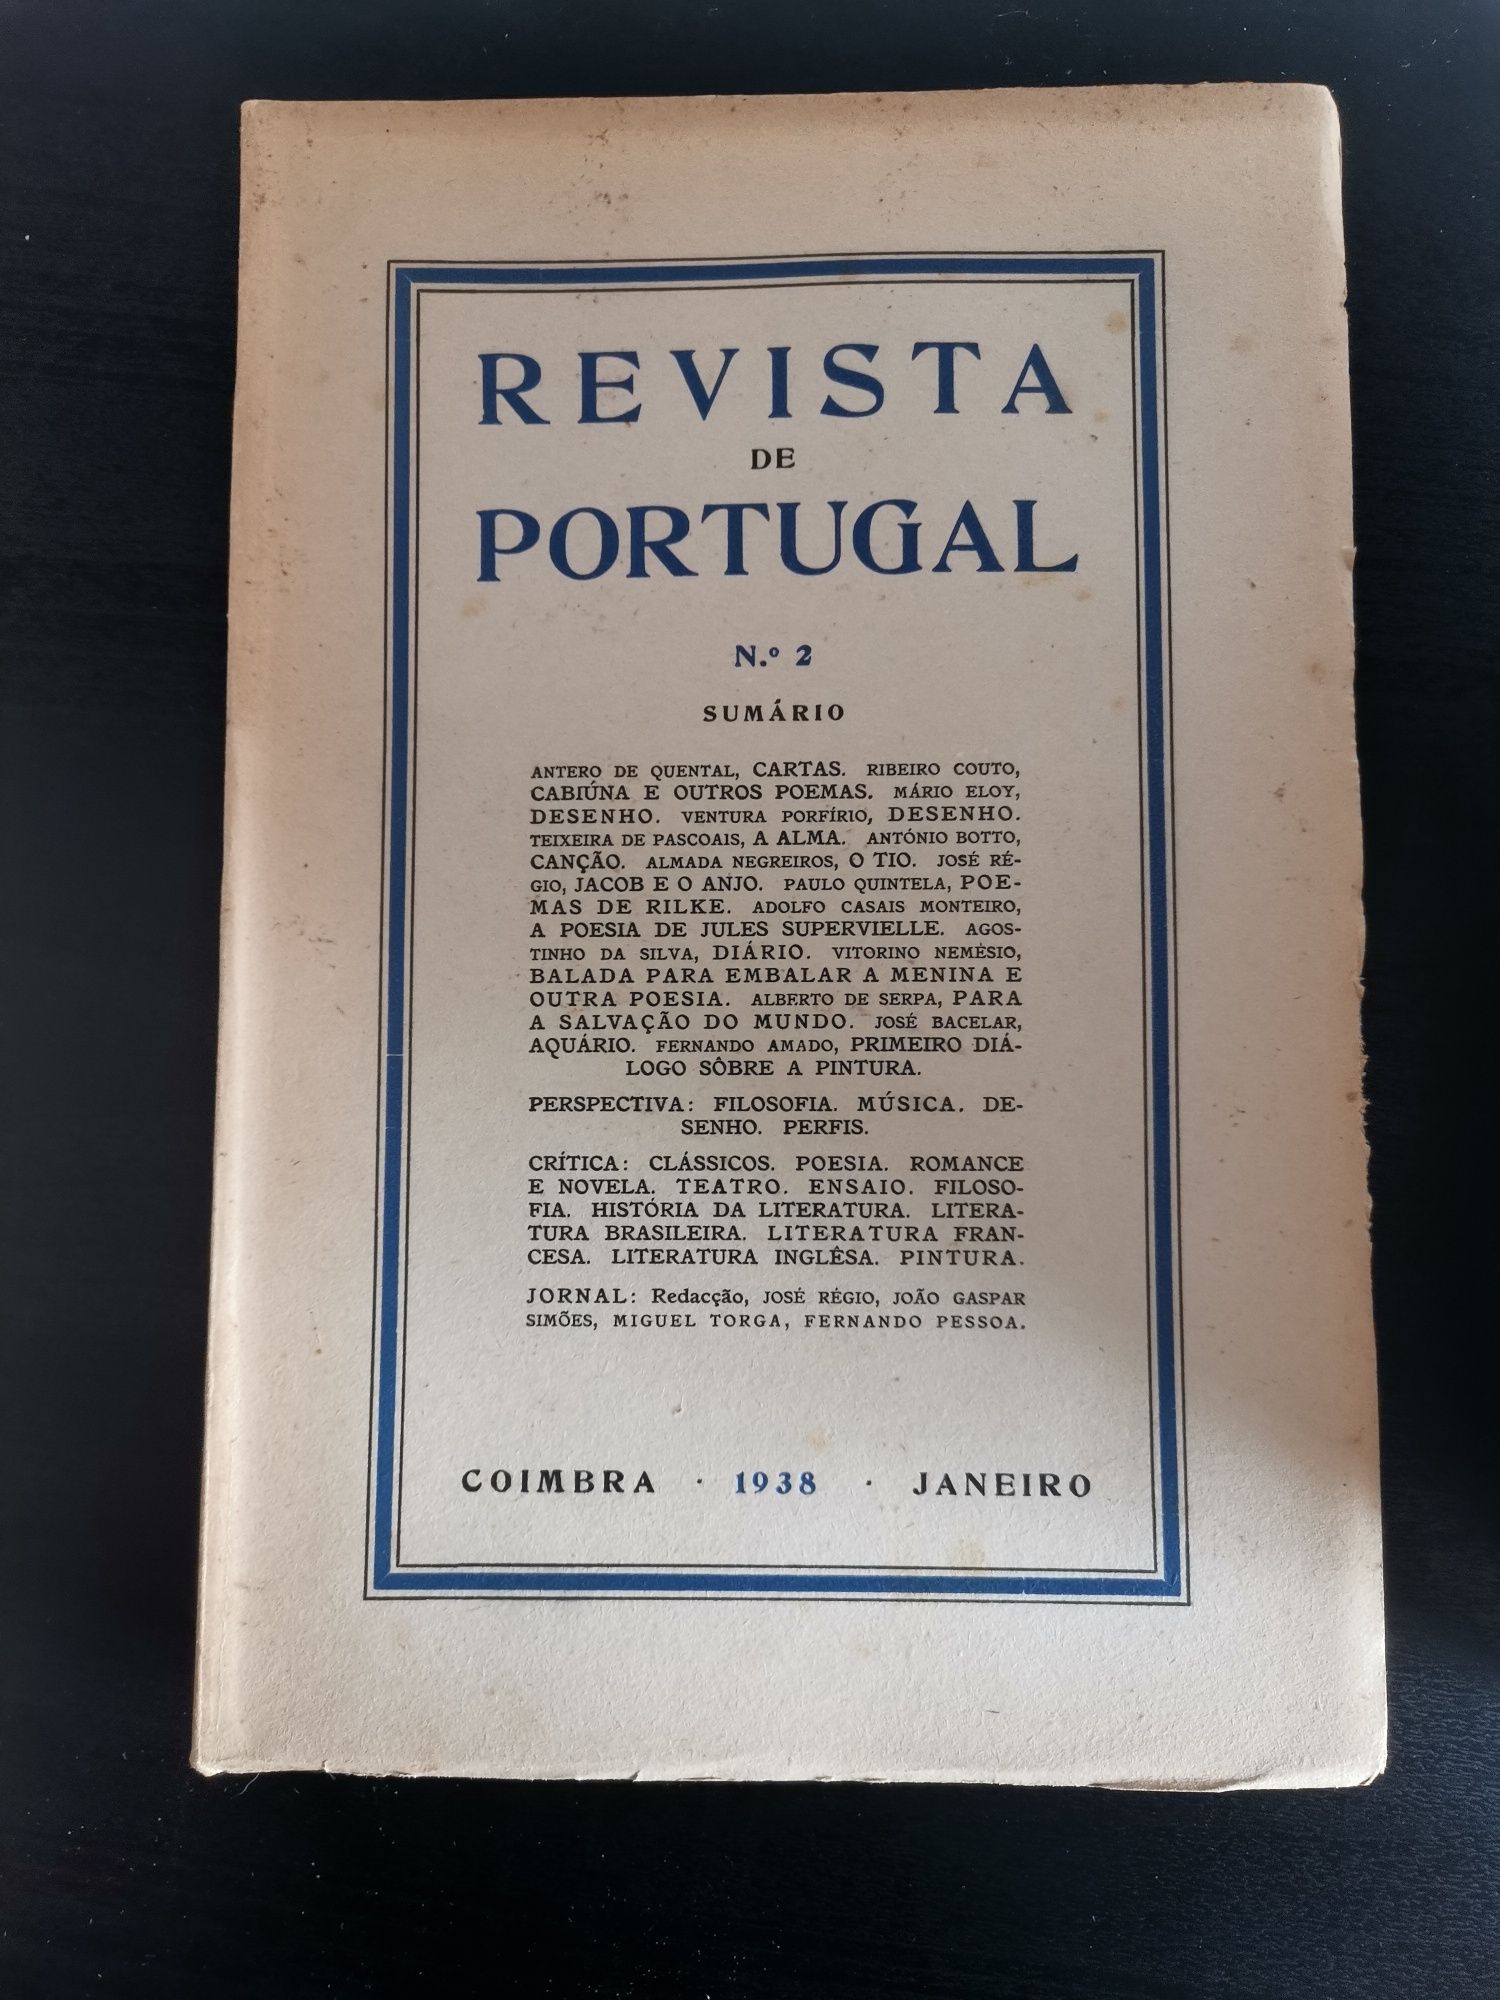 REVISTA
DE
PORTUGAL
N.º 2
SUMÁRIO
ANTERO DE QUENTAL, CARTAS. RIBEIRO COUTO,
CABIÚNA E OUTROS POEMAS. MÁRIO ELOY,
DESENHO. VENTURA PORFÍRIO, DESENHO.
TEIXEIRA DE PASCOAIS, A ALMA. ANTÓNIO BOTTO,
CANÇÃO. ALMADA NEGREIROS, O TIO. JOSÉ RÉ-
GIO, JACOB E O ANJO. PAULO QUINTELA, POE-
MAS DE RILKE. ADOLFO CASAIS MONTEIRO,
A POESIA DE JULES SUPERVIELLE. AGOS-
TINHO DA SILVA, DIÁRIO. VITORINO NEMÉSIO,
BALADA PARA EMBALAR A MENINA E
OUTRA POESIA. ALBERTO DE SERPA, PARA
A SALVAÇÃO DO MUNDO. JOSÉ BACELAR,
AQUÁRIO. FERNANDO AMADO, PRIMEIRO DIÁ-
LOGO SÔBRE A PINTURA.
PERSPECTIVA: FILOSOFIA. MÚSICA. DE-
SENHO. PERFIS.
CRÍTICA: CLÁSSICOS. POESIA. ROMANCE
E NOVELA. TEATRO. ENSAIO. FILOSO-
FIA. HISTÓRIA DA LITERATURA. LITERA-
TURA BRASILEIRA. LITERATURA FRAN-
CESA. LITERATURA INGLÊSA. PINTURA.
JORNAL: Redacção, JOSÉ RÉGIO, JOÃO GASPAR
SIMÕES, MIGUEL TORGA, FERNANDO PESSOA.
COIMBRA · 1938 · JANEIRO